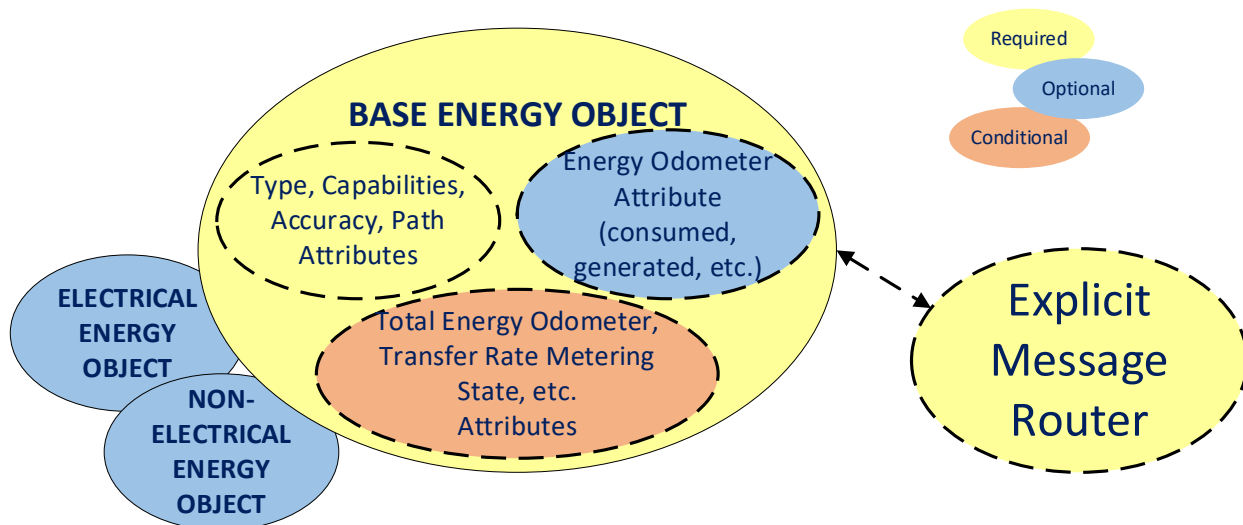 Required
Optional
Conditional
BASE ENERGY OBJECT
Type, Capabilities,
Accuracy, Path
Attributes
Energy Odometer
Attribute
(consumed,
generated, etc.)
Total Energy Odometer,
Transfer Rate Metering
State, etc.
Attributes
ELECTRICAL
ENERGY
OBJECT
NON-
ELECTRICAL
ENERGY
OBJECT
Explicit
Message
Router